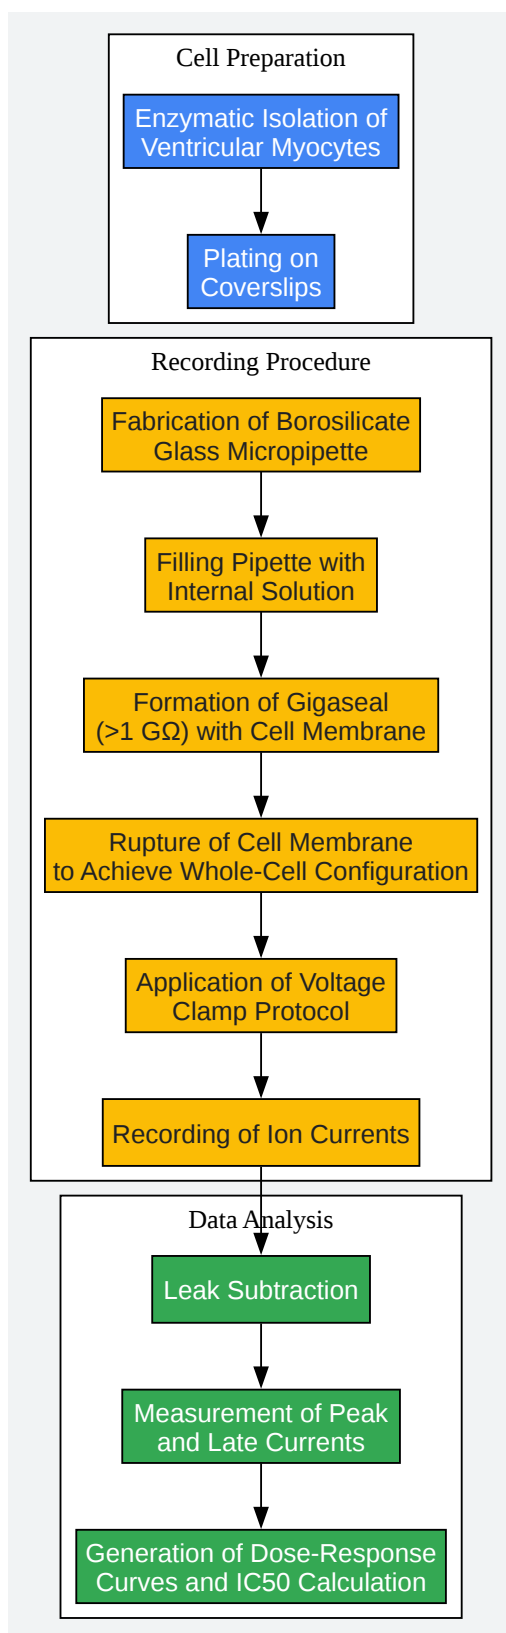 Cell Preparation
Enzymatic Isolation of
Ventricular Myocytes
Plating on
Coverslips
Recording Procedure
Fabrication of Borosilicate
Glass Micropipette
Filling Pipette with
Internal Solution
Formation of Gigaseal
(>1 GΩ) with Cell Membrane
Rupture of Cell Membrane
to Achieve Whole-Cell Configuration
Application of Voltage
Clamp Protocol
Recording of Ion Currents
Data Analysis
Leak Subtraction
Measurement of Peak
and Late Currents
Generation of Dose-Response
Curves and IC50 Calculation